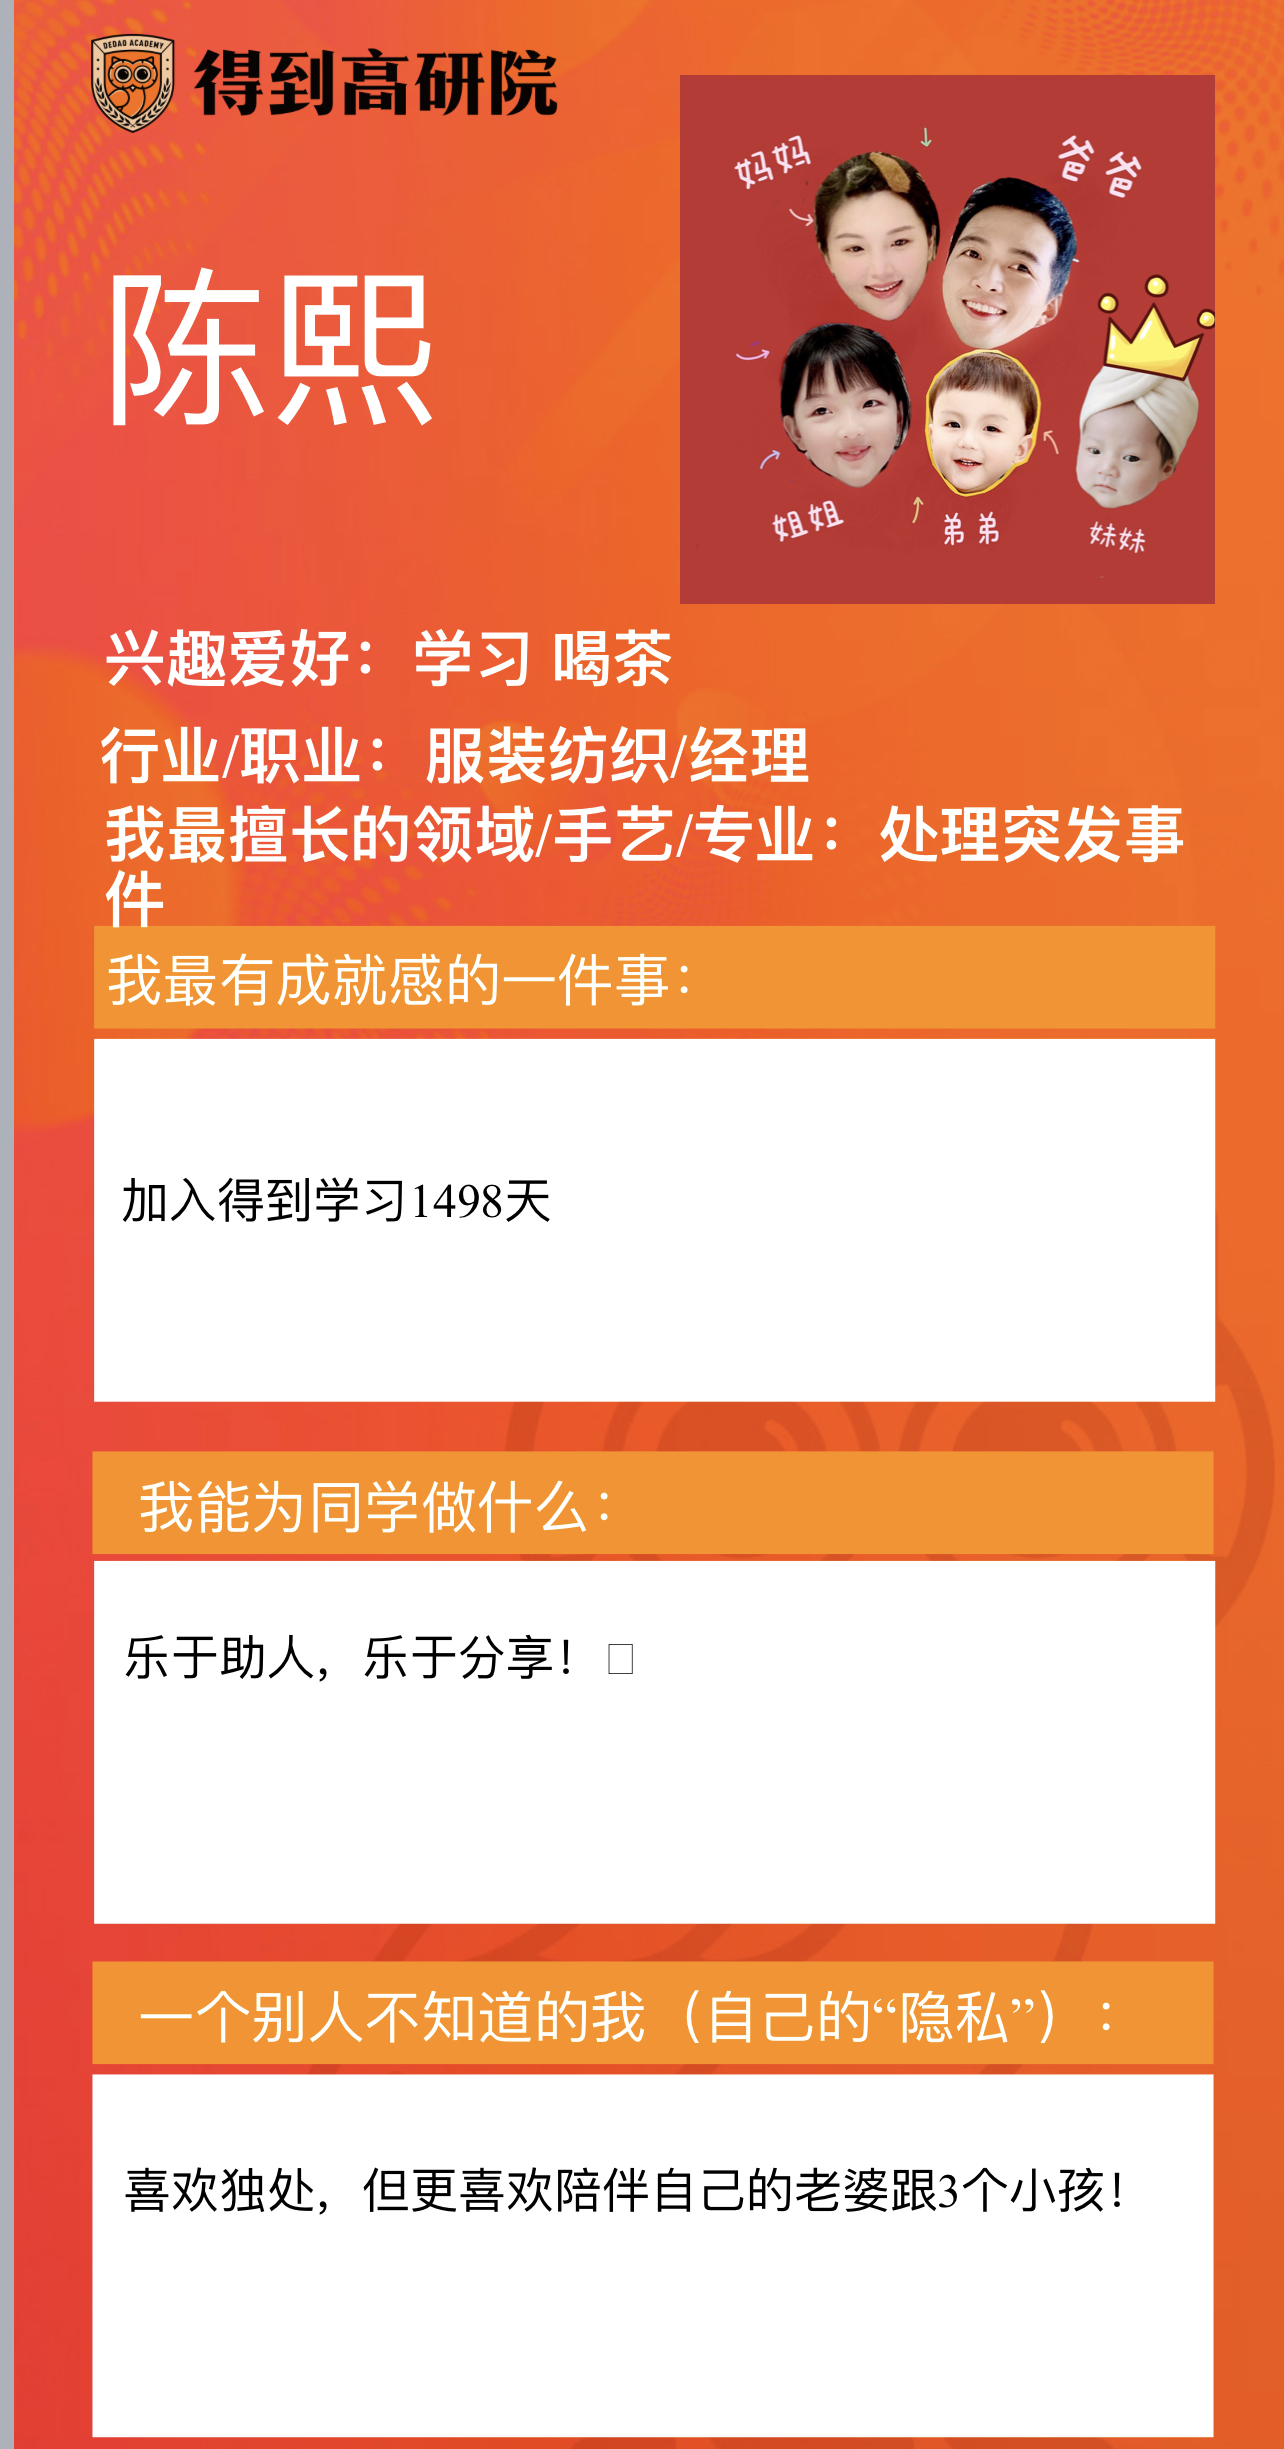 DEDAO ACADEMY
得到高研院
妈妈
爸爸
陈熙
姐姐
弟弟
妹妹
兴趣爱好：学习 喝茶
行业/职业：服装纺织/经理
我最擅长的领域/手艺/专业：处理突发事
件
我最有成就感的一件事：
加入得到学习1498天
我能为同学做什么：
乐于助人，乐于分享！
一个别人不知道的我（自己的“隐私”）：
喜欢独处，但更喜欢陪伴自己的老婆跟3个小孩！